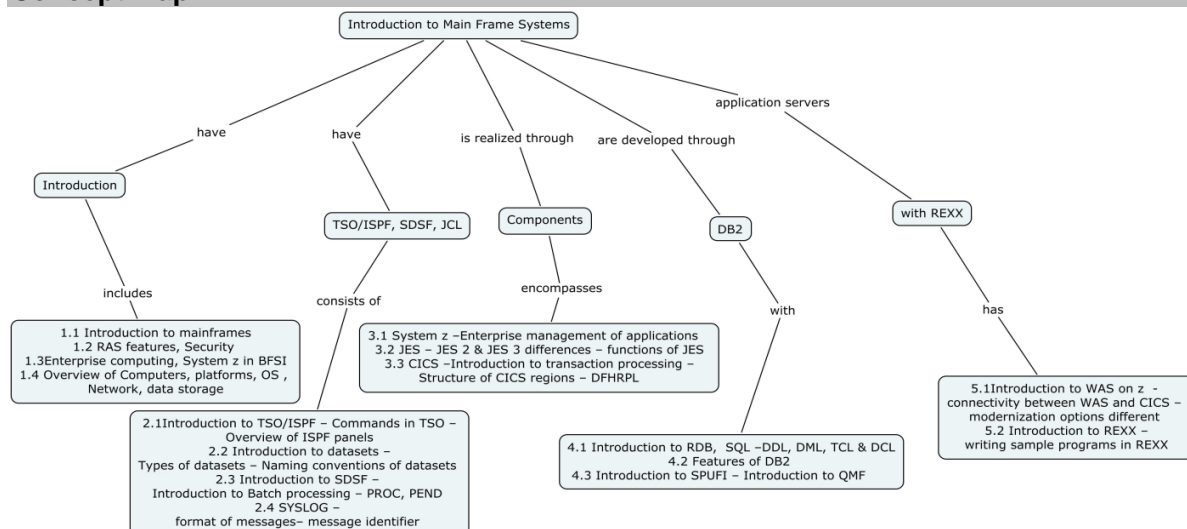 Introduction to Main Frame Systems
application servers
have
have
is realized through
are developed through
Introduction
TSO/ISPF, SDSF, JCL
Components
DB2
with REXX
includes
consists of
encompasses
with
has
1.1 Introduction to mainframes
1.2 RAS features, Security
1.3Enterprise computing, System z in BFSI
1.4 Overview of Computers, platforms, OS ,
Network, data storage
2.1Introduction to TSO/ISPF – Commands in TSO –
Overview of ISPF panels
2.2 Introduction to datasets –
Types of datasets – Naming conventions of datasets
2.3 Introduction to SDSF –
Introduction to Batch processing – PROC, PEND
2.4 SYSLOG –
format of messages– message identifier
3.1 System z –Enterprise management of applications
3.2 JES – JES 2 & JES 3 differences – functions of JES
3.3 CICS –Introduction to transaction processing –
Structure of CICS regions – DFHRPL
4.1 Introduction to RDB, SQL –DDL, DML, TCL & DCL
4.2 Features of DB2
4.3 Introduction to SPUFI – Introduction to QMF
5.1Introduction to WAS on z -
connectivity between WAS and CICS –
modernization options different
5.2 Introduction to REXX –
writing sample programs in REXX